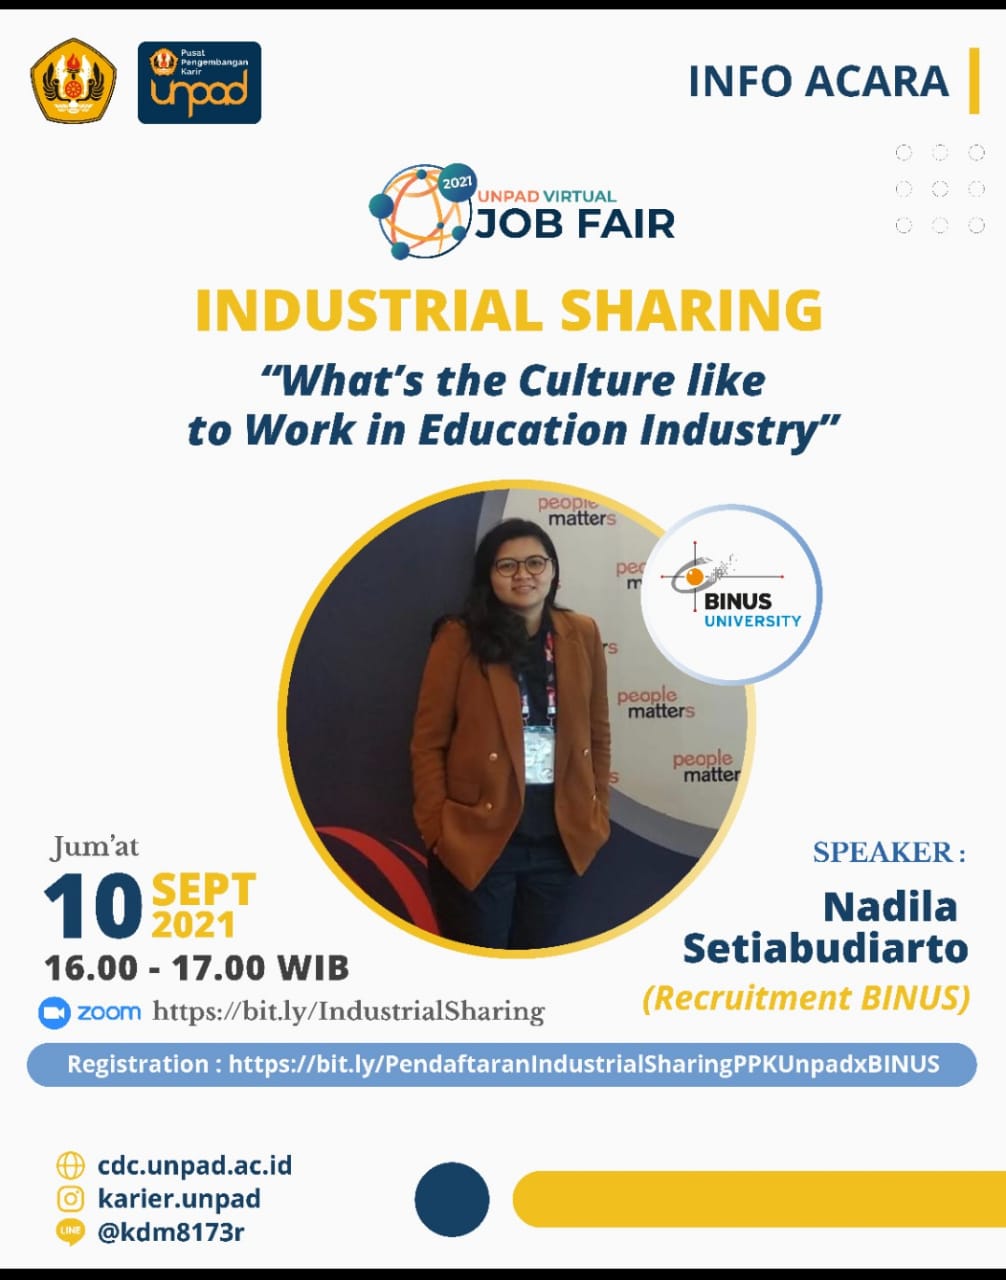 Pusat
Pengembangan
Karir
unpad
INFO ACARA
2021
UNPAD VIRTUAL
JOB FAIR
INDUSTRIAL SHARING
“What’s the Culture like
to Work in Education Industry”
people
matters
people
matters
people
matter
BINUS
UNIVERSITY
Jum’at
10 SEPT
2021
16.00 - 17.00 WIB
zoom https://bit.ly/IndustrialSharing
SPEAKER :
Nadila
Setiabudiarto
(Recruitment BINUS)
Registration : https://bit.ly/PendaftaranIndustrialSharingPPKUnpadxBINUS
cdc.unpad.ac.id
karier.unpad
LINE @kdm8173r